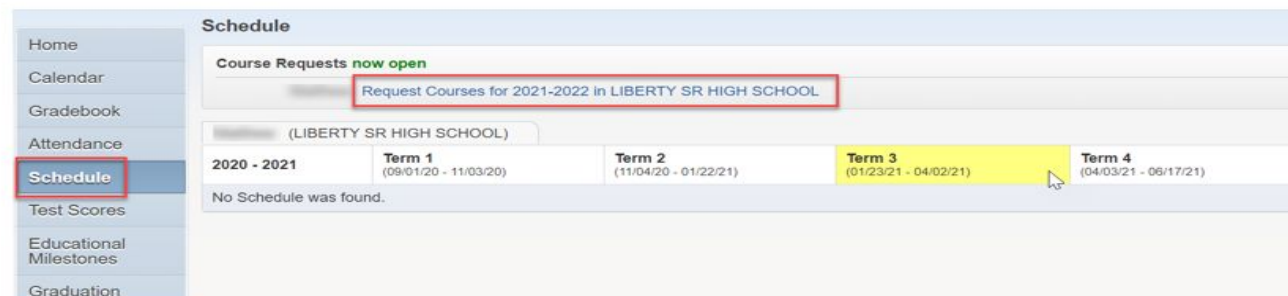 Schedule
Home
Calendar
Gradebook
Attendance
Schedule
Test Scores
Educational
Milestones
Graduation
Course Requests now open
Request Courses for 2021-2022 in LIBERTY SR HIGH SCHOOL
(LIBERTY SR HIGH SCHOOL)
2020 - 2021
Term 1
(09/01/20 - 11/03/20)
Term 2
(11/04/20 - 01/22/21)
Term 3
(01/23/21 - 04/02/21)
Term 4
(04/03/21 - 06/17/21)
No Schedule was found.